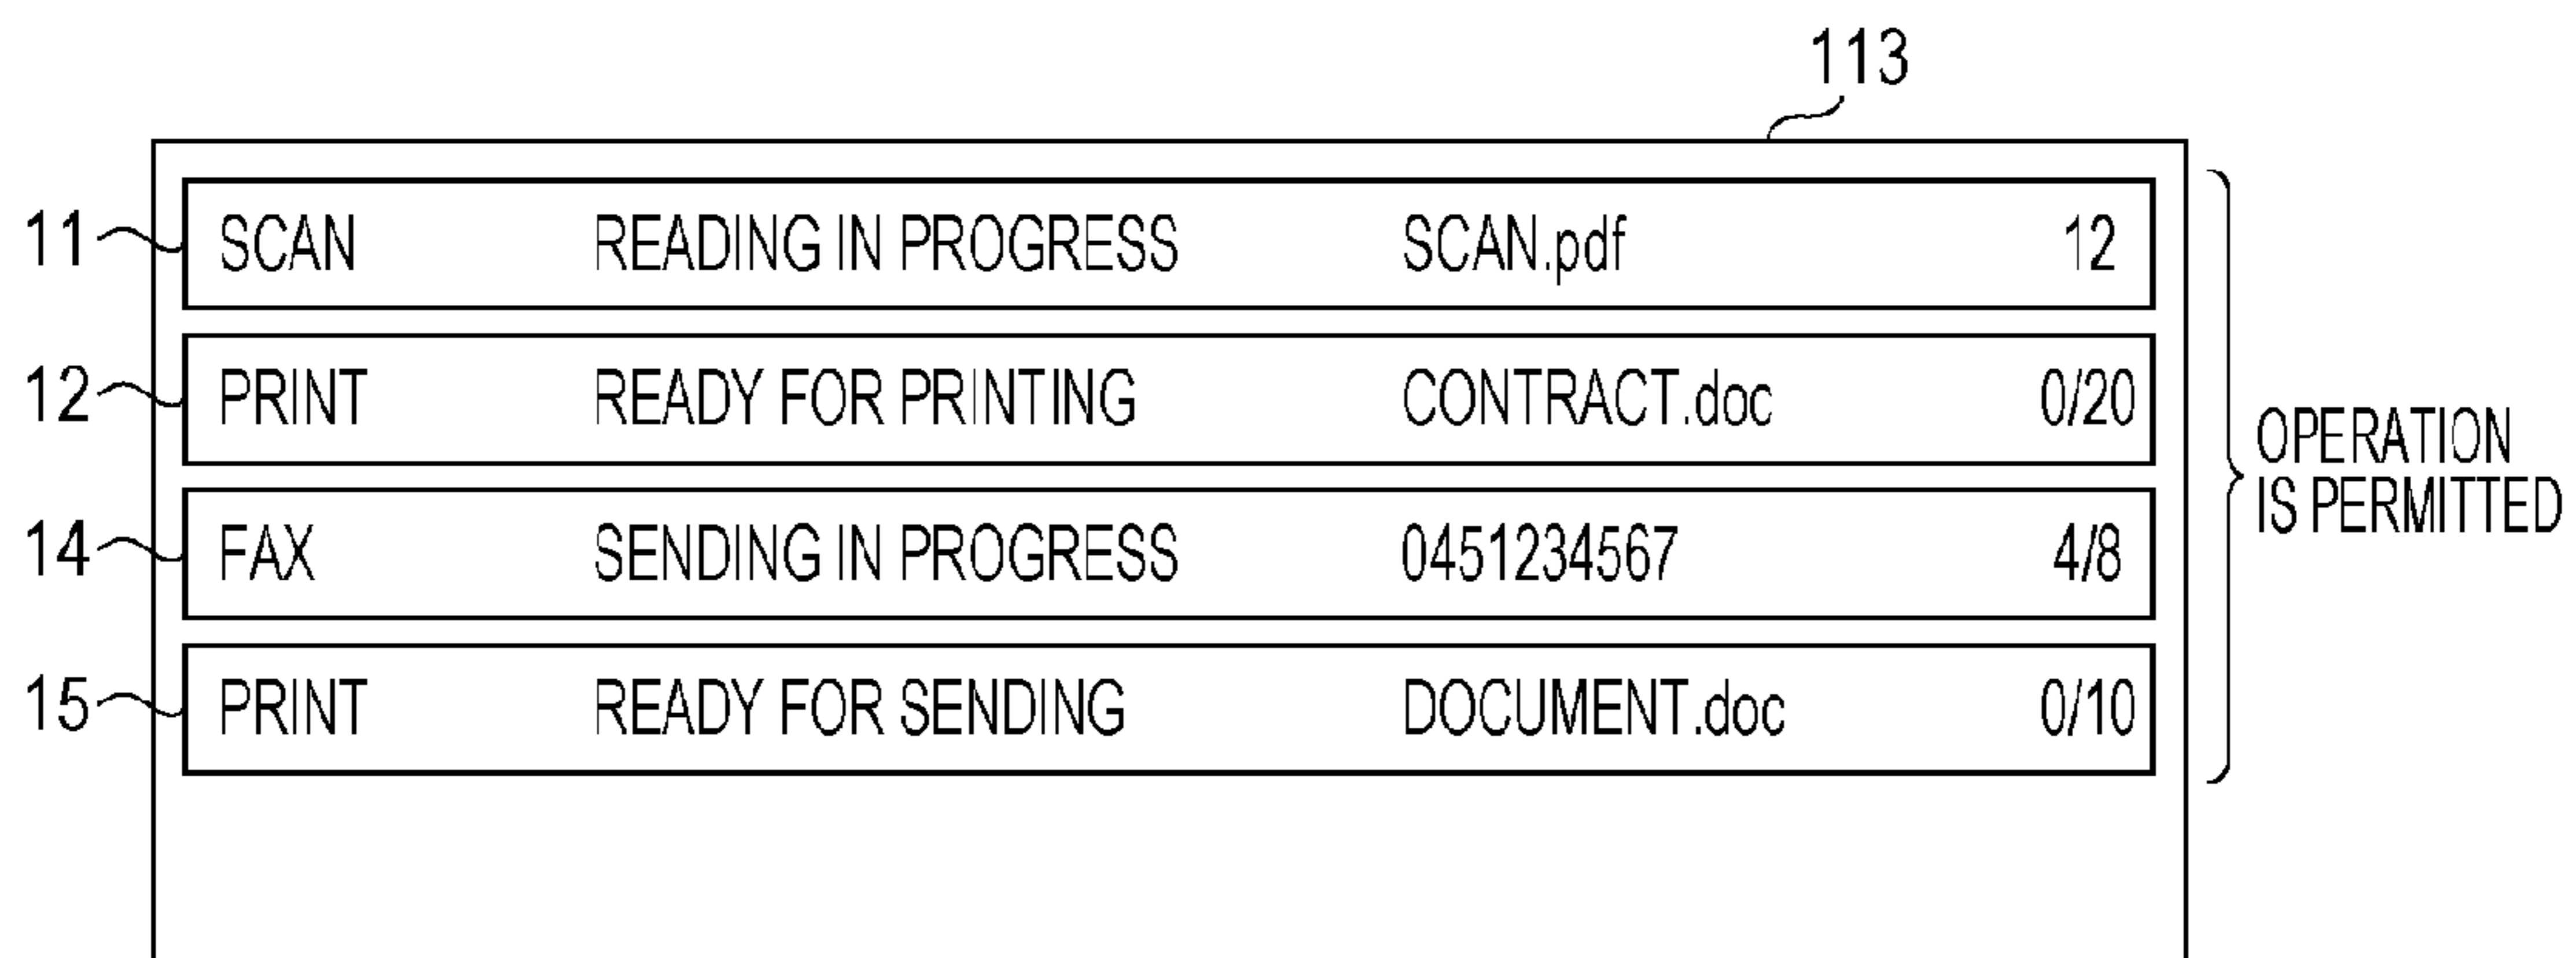 113
11 SCAN READING IN PROGRESS SCAN.pdf 12
12 PRINT READY FOR PRINTING CONTRACT.doc 0/20
14 FAX SENDING IN PROGRESS 0451234567 4/8
15 PRINT READY FOR SENDING DOCUMENT.doc 0/10
OPERATION
IS PERMITTED